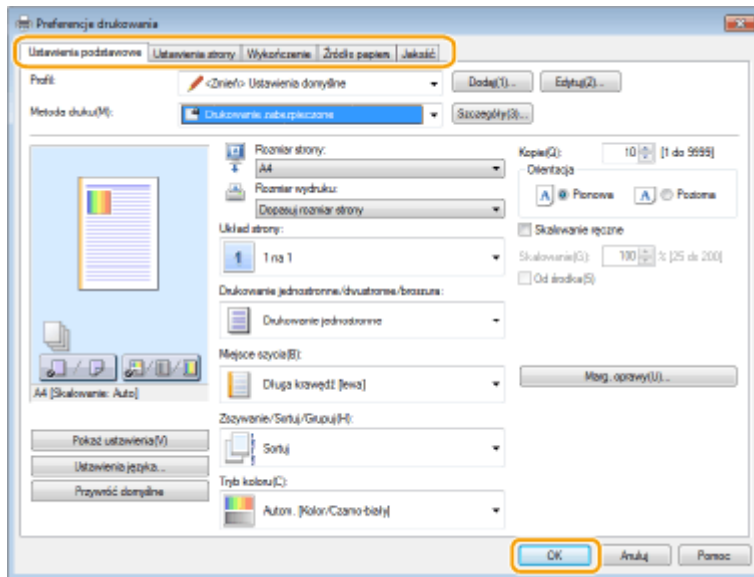 Preferencje drukowania
Ustawienia podstawowe Ustawienia strony Wykończenie Źródło papieru Jakość
Profil: <Zmień> Ustawienia domyślne Dodaj(1)... Edytuj(2)...
Metoda druku(M): Drukowanie zabezpieczone Szczegóły(3)...
Rozmiar strony:
A4
Rozmiar wydruku:
Dopasuj rozmiar strony
Układ strony:
1 1 na 1
Drukowanie jednostronne/dwustronne/broszura:
Drukowanie jednostronne
Miejsce szycia(B):
Długa krawędź [lewa]
Zszywanie/Sortuj/Grupuj(H):
Sortuj
Tryb koloru(C):
Autom. [Kolor/Czarno-biały]
Kopie(Q): 10 [1 do 9999]
Orientacja
A Pionowa A Pozioma
Skalowanie ręczne
Skalowanie(G): 100 % [25 do 200]
Od środka(S)
Marg. oprawy(U)...
A4 [Skalowanie: Auto]
Pokaż ustawienia(V)
Ustawienia języka...
Przywróć domyślne
OK Anuluj Pomoc